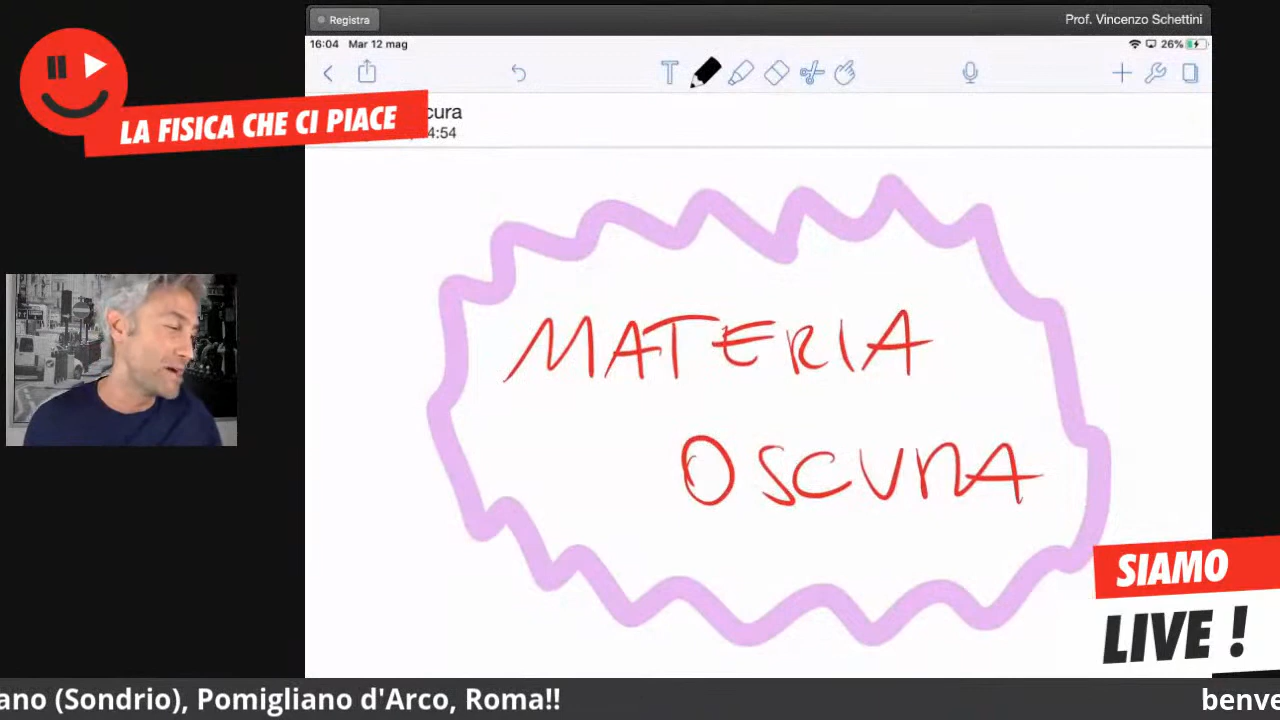 Registra
Prof. Vincenzo Schettini
16:04 Mar 12 mag
26%
T
LA FISICA CHE CI PIACE
cura
4:54
MATERIA
OSCURA
SIAMO
LIVE !
ano (Sondrio), Pomigliano d'Arco, Roma!!
benve